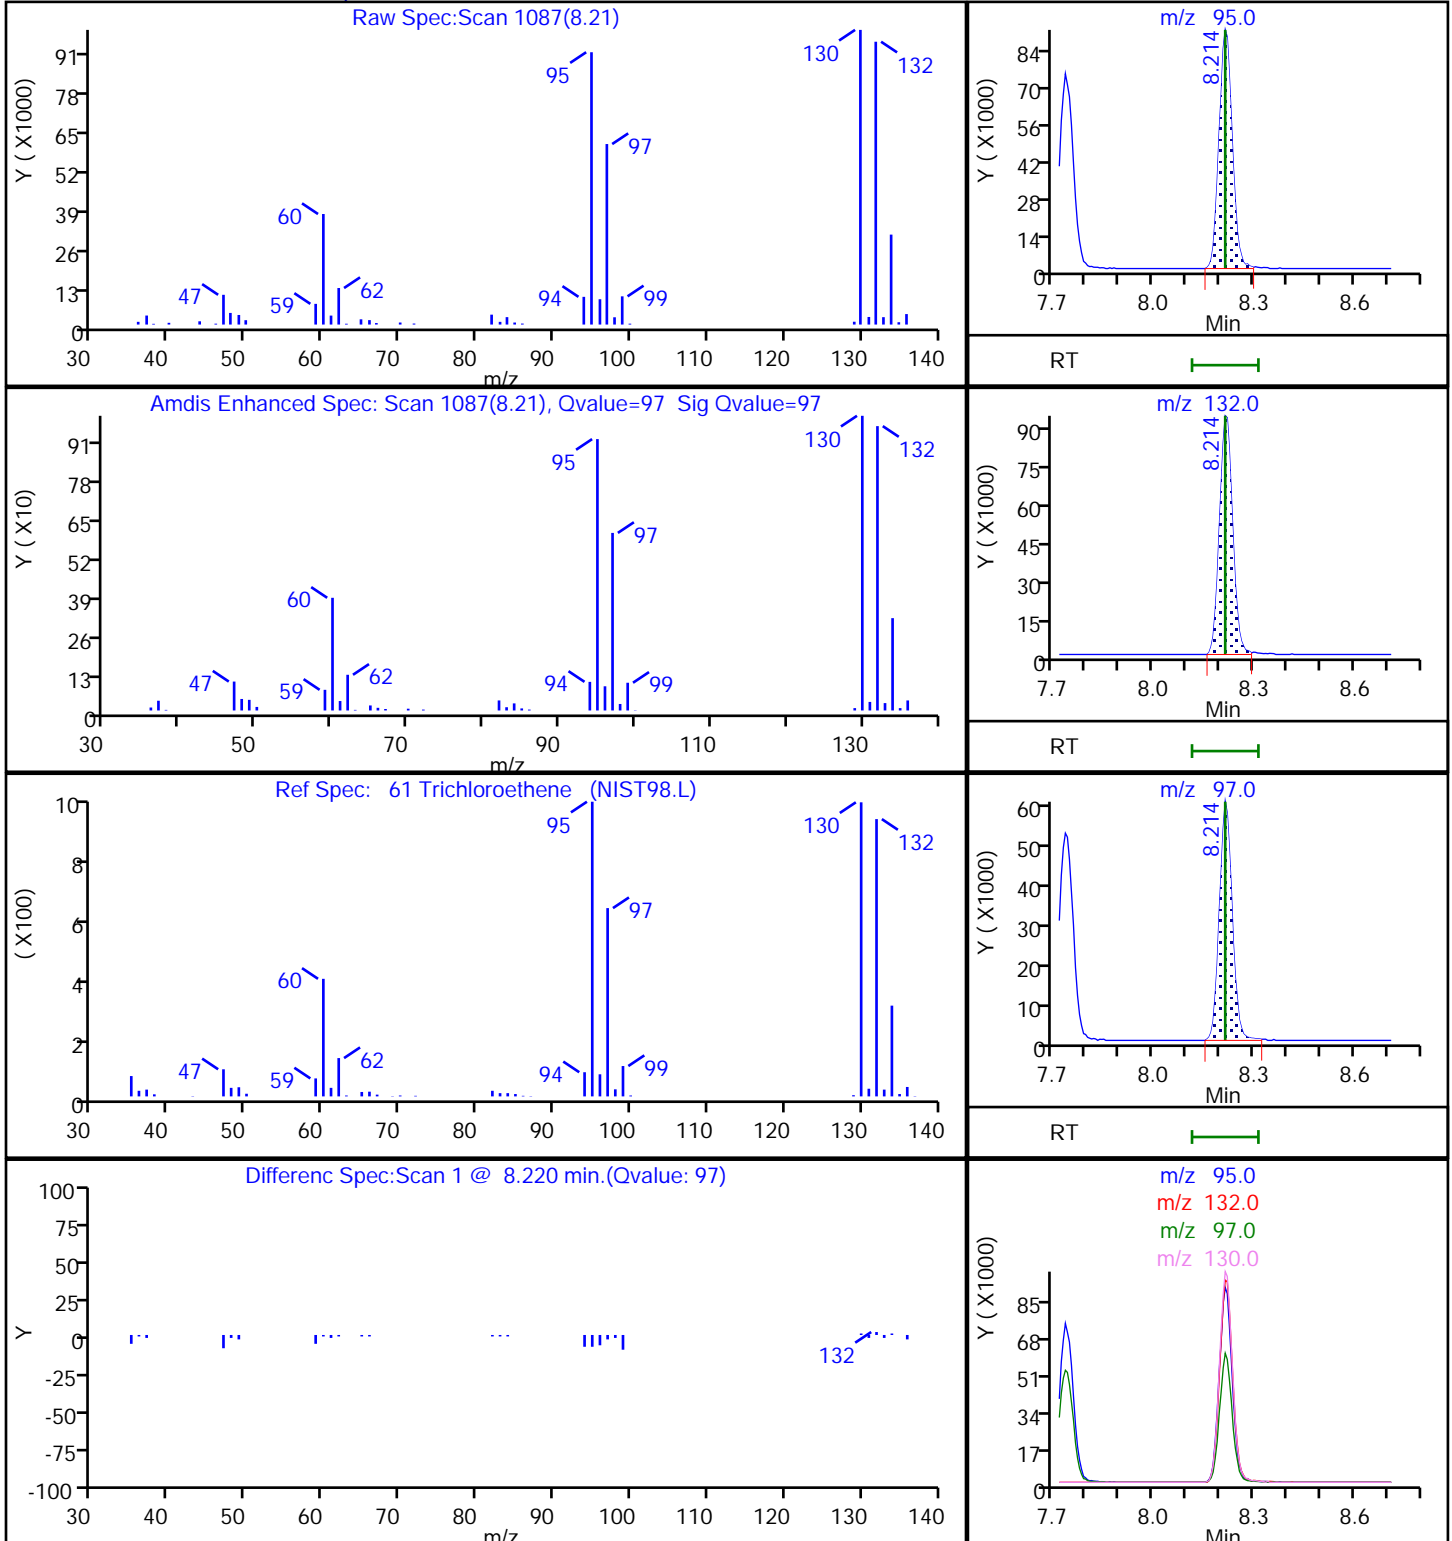 Raw Spec:Scan 1087(8.21)
Y ( X1000)
91
78
65
52
39
26
13
0
47
59
60
62
94
95
97
99
130
132
30 40 50 60 70 80 90 100 110 120 130 140
m/z
m/z 95.0
Y ( X1000)
84
70
56
42
28
14
0
8.214
7.7 8.0 8.3 8.6
Min
RT
Amdis Enhanced Spec: Scan 1087(8.21), Qvalue=97 Sig Qvalue=97
Y ( X10)
91
78
65
52
39
26
13
0
47
59
60
62
94
95
97
99
130
132
30 50 70 90 110 130
m/z
m/z 132.0
Y ( X1000)
90
75
60
45
30
15
0
8.214
7.7 8.0 8.3 8.6
Min
RT
Ref Spec: 61 Trichloroethene (NIST98.L)
( X100)
10
8
6
4
2
0
47
59
60
62
94
95
97
99
130
132
30 40 50 60 70 80 90 100 110 120 130 140
m/z 97.0
Y ( X1000)
60
50
40
30
20
10
0
8.214
7.7 8.0 8.3 8.6
Min
RT
Differenc Spec:Scan 1 @ 8.220 min.(Qvalue: 97)
Y
100
75
50
25
0
-25
-50
-75
-100
132
30 40 50 60 70 80 90 100 110 120 130 140
m/z
m/z 95.0
m/z 132.0
m/z 97.0
m/z 130.0
Y ( X1000)
85
68
51
34
17
0
7.7 8.0 8.3 8.6
Min